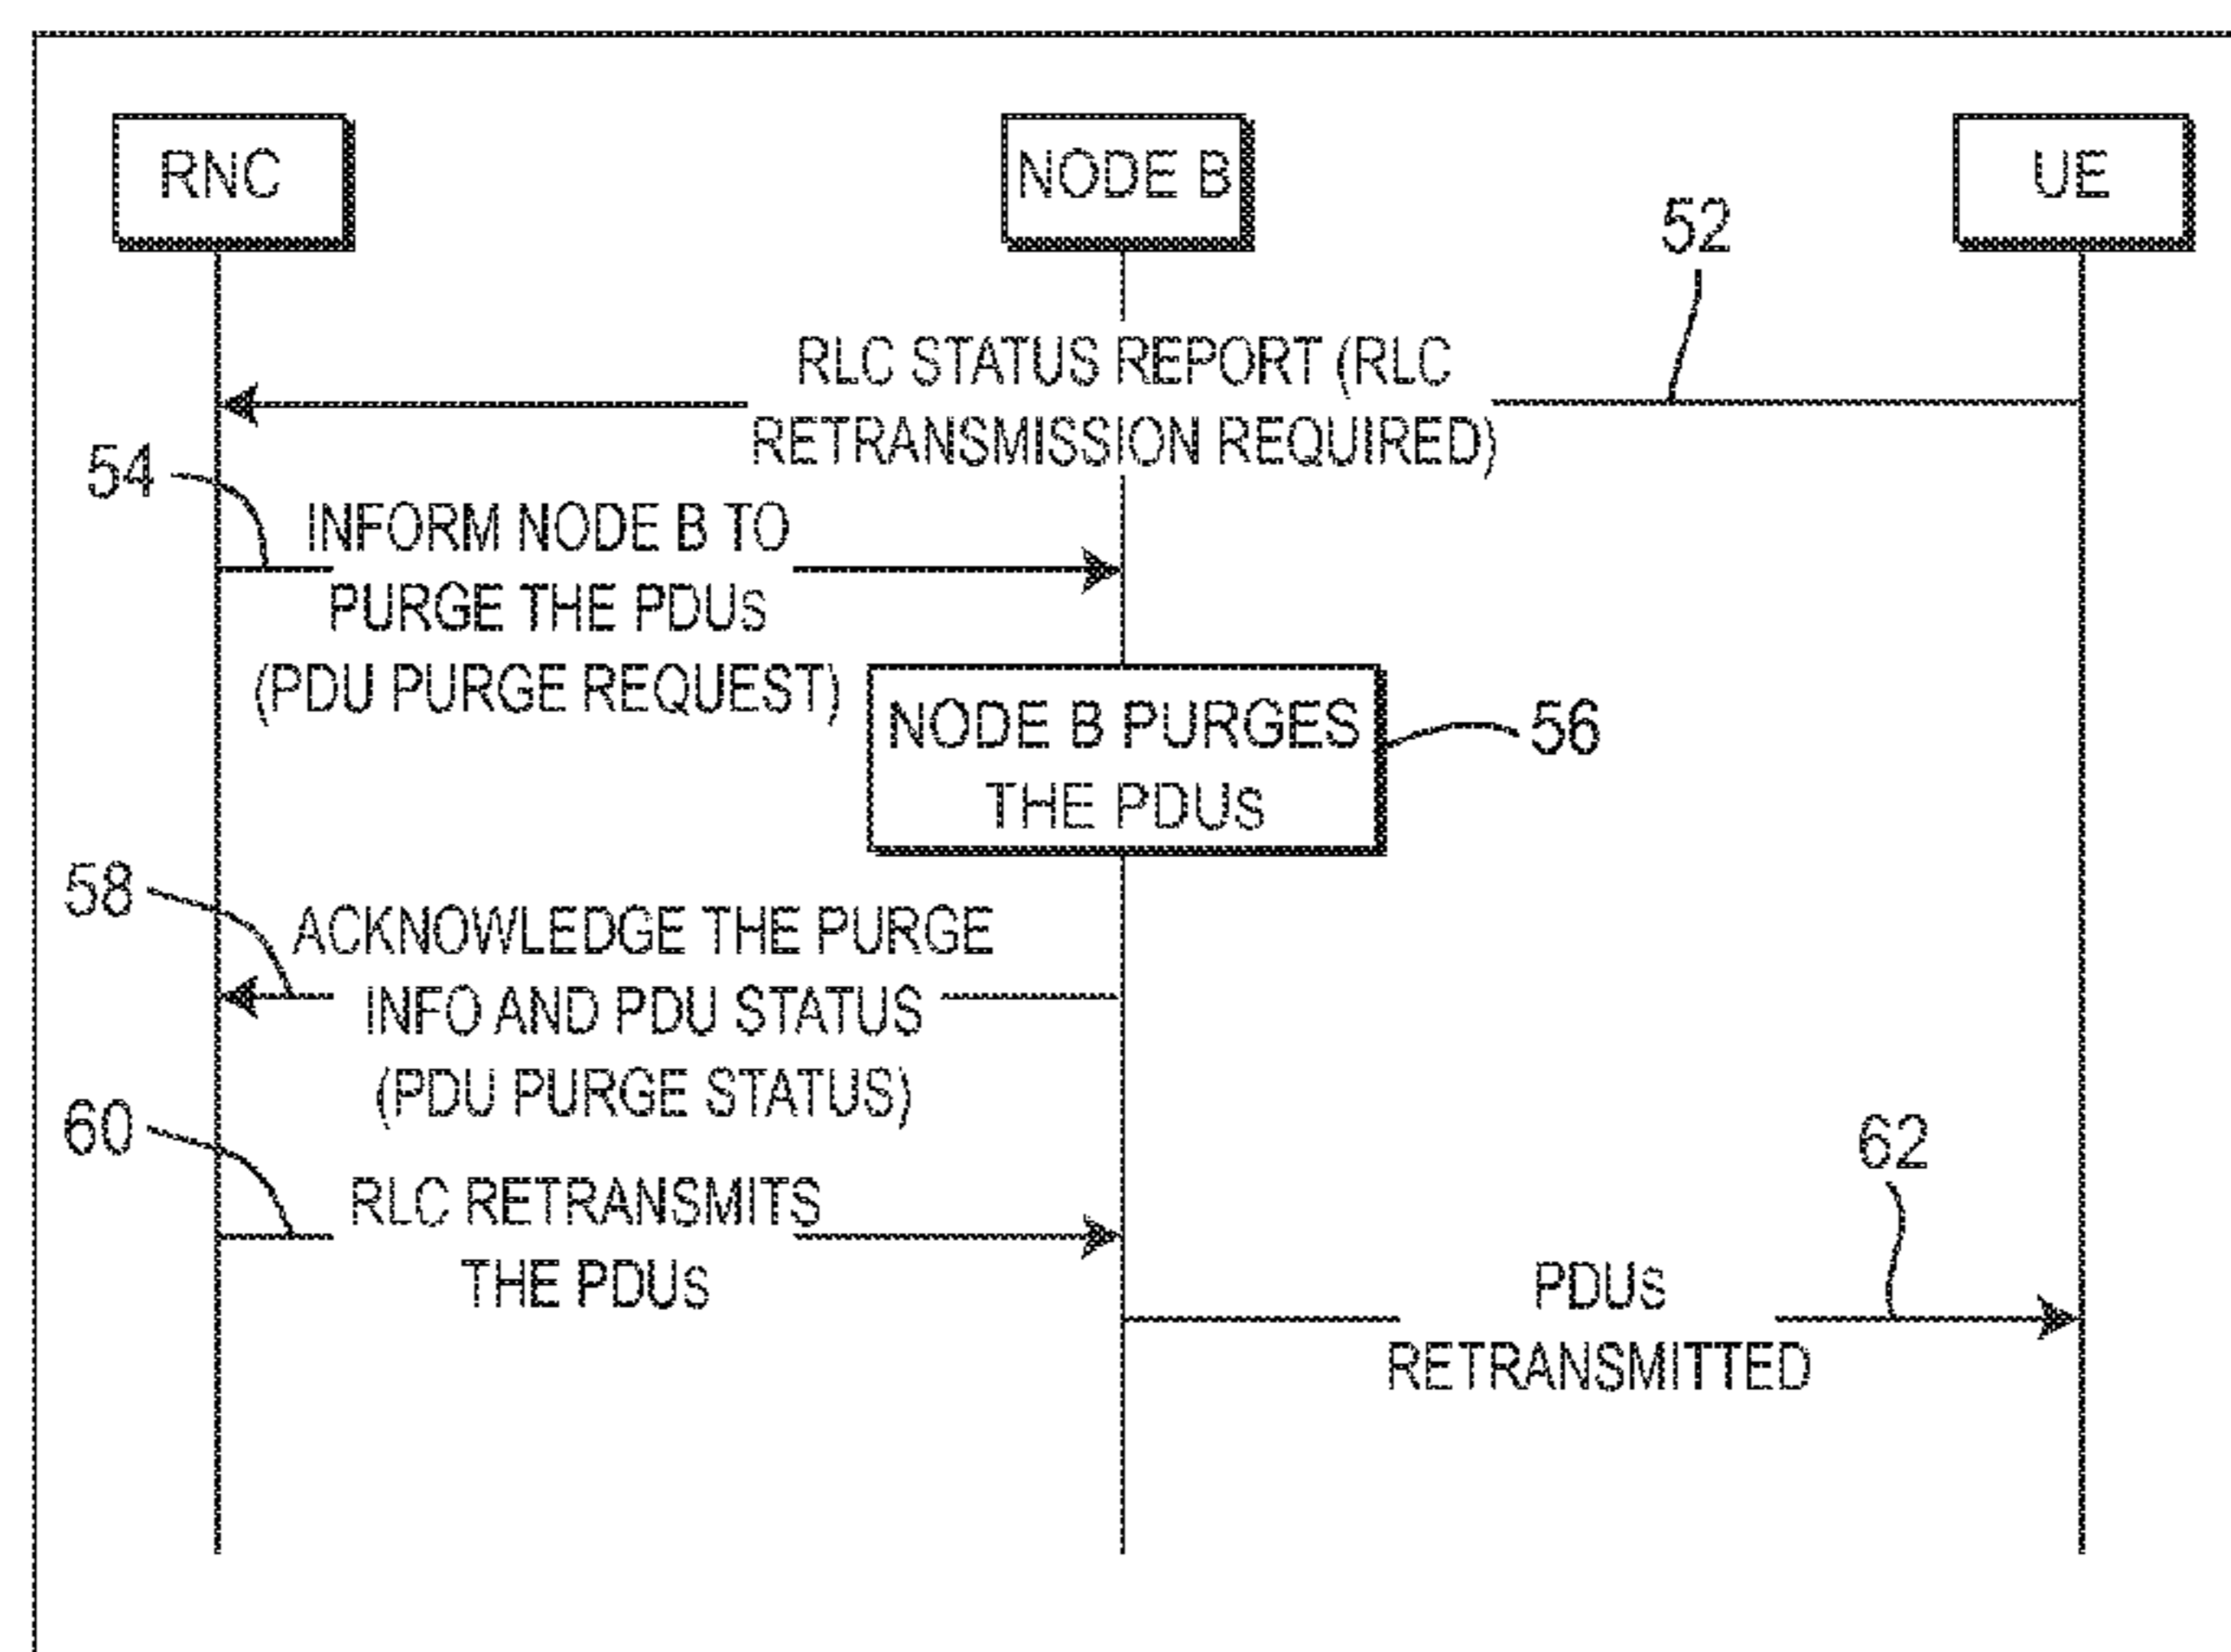 RNC
NODE B
UE
52
RLC STATUS REPORT (RLC
RETRANSMISSION REQUIRED)
54
INFORM NODE B TO
PURGE THE PDUs
(PDU PURGE REQUEST)
NODE B PURGES
THE PDUs
56
58
ACKNOWLEDGE THE PURGE
INFO AND PDU STATUS
(PDU PURGE STATUS)
60
RLC RETRANSMITS
THE PDUs
62
PDUs
RETRANSMITTED